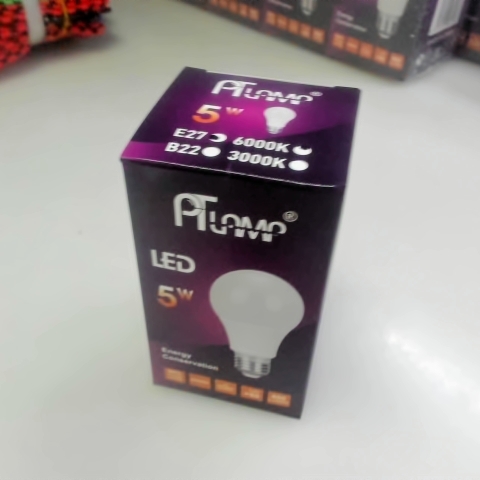 PTLAMP®
5W
E27 6000K
B22 3000K
PTLAMP®
LED
5W
Energy
Conservation